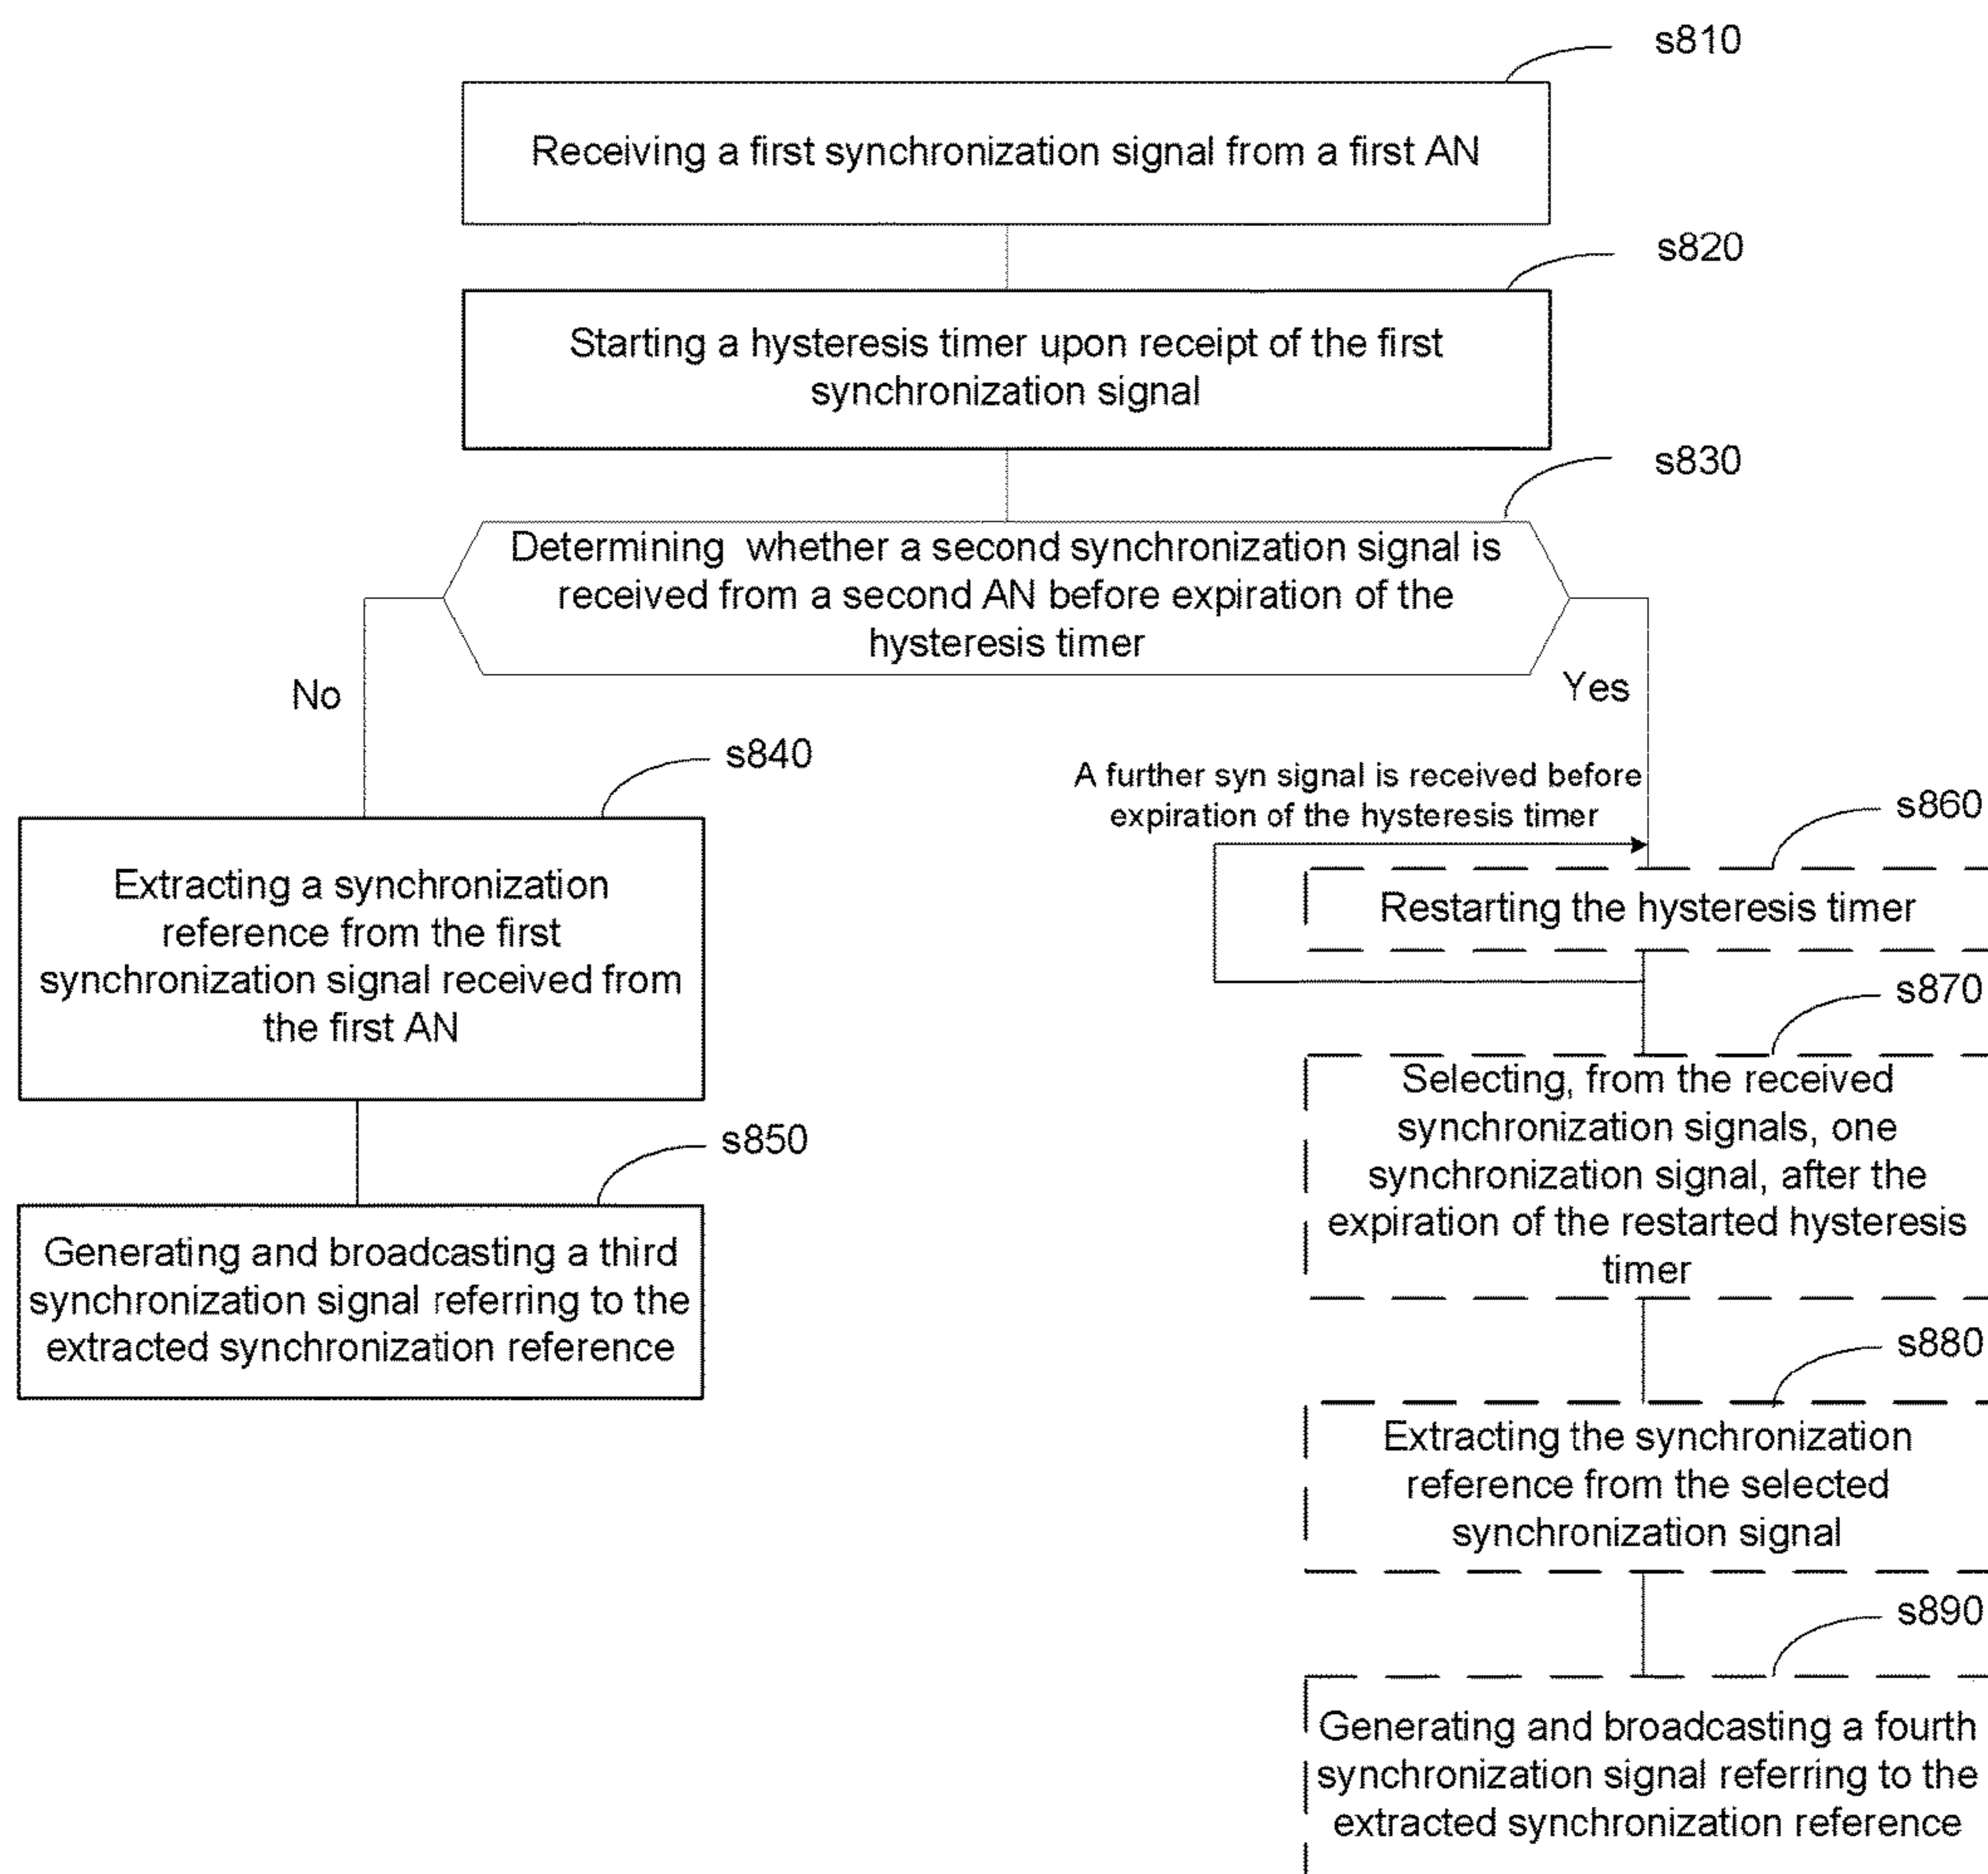 s810
Receiving a first synchronization signal from a first AN
s820
Starting a hysteresis timer upon receipt of the first
synchronization signal
s830
Determining whether a second synchronization signal is
received from a second AN before expiration of the
hysteresis timer
No
Yes
s840
Extracting a synchronization
reference from the first
synchronization signal received from
the first AN
s850
Generating and broadcasting a third
synchronization signal referring to the
extracted synchronization reference
A further syn signal is received before
expiration of the hysteresis timer
s860
Restarting the hysteresis timer
s870
Selecting, from the received
synchronization signals, one
synchronization signal, after the
expiration of the restarted hysteresis
timer
s880
Extracting the synchronization
reference from the selected
synchronization signal
s890
Generating and broadcasting a fourth
synchronization signal referring to the
extracted synchronization reference